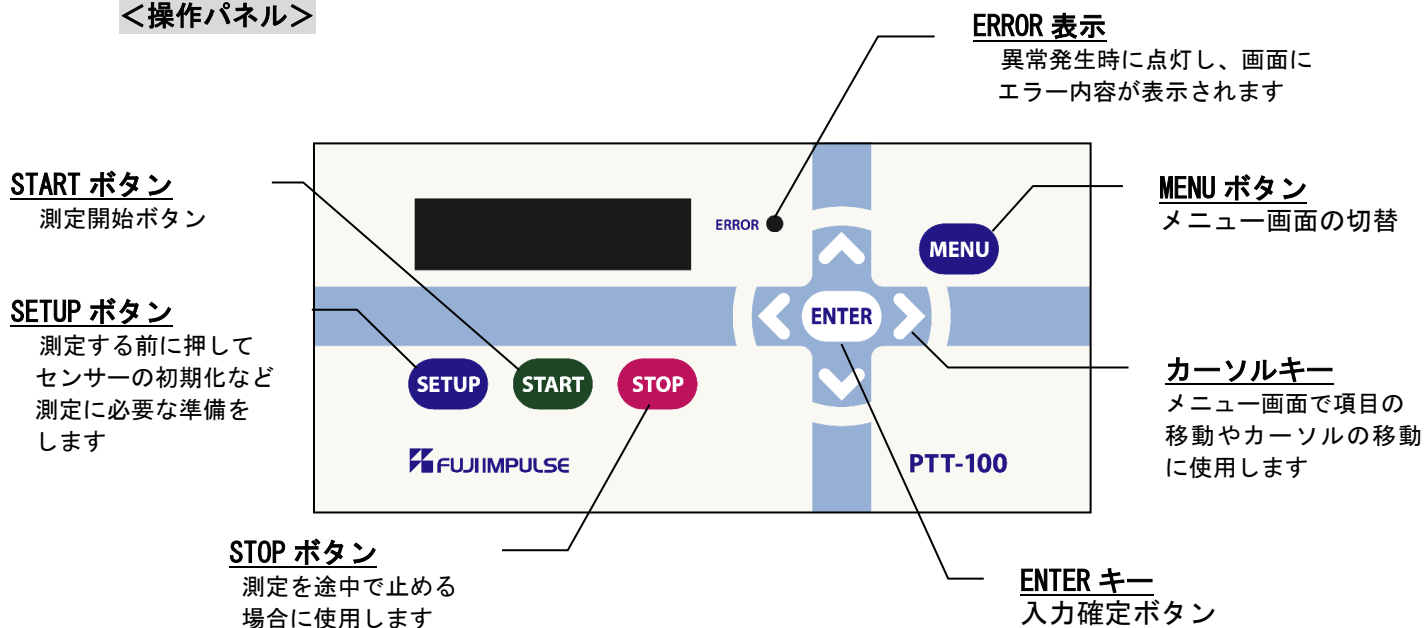 ＜操作パネル＞
ERROR 表示
異常発生時に点灯し、画面に
エラー内容が表示されます
START ボタン
測定開始ボタン
SETUP ボタン
測定する前に押して
センサーの初期化など
測定に必要な準備を
します
ERROR
MENU
ENTER
SETUP
START
STOP
FUJI IMPULSE
PTT-100
MENU ボタン
メニュー画面の切替
カーソルキー
メニュー画面で項目の
移動やカーソルの移動
に使用します
STOP ボタン
測定を途中で止める
場合に使用します
ENTER キー
入力確定ボタン